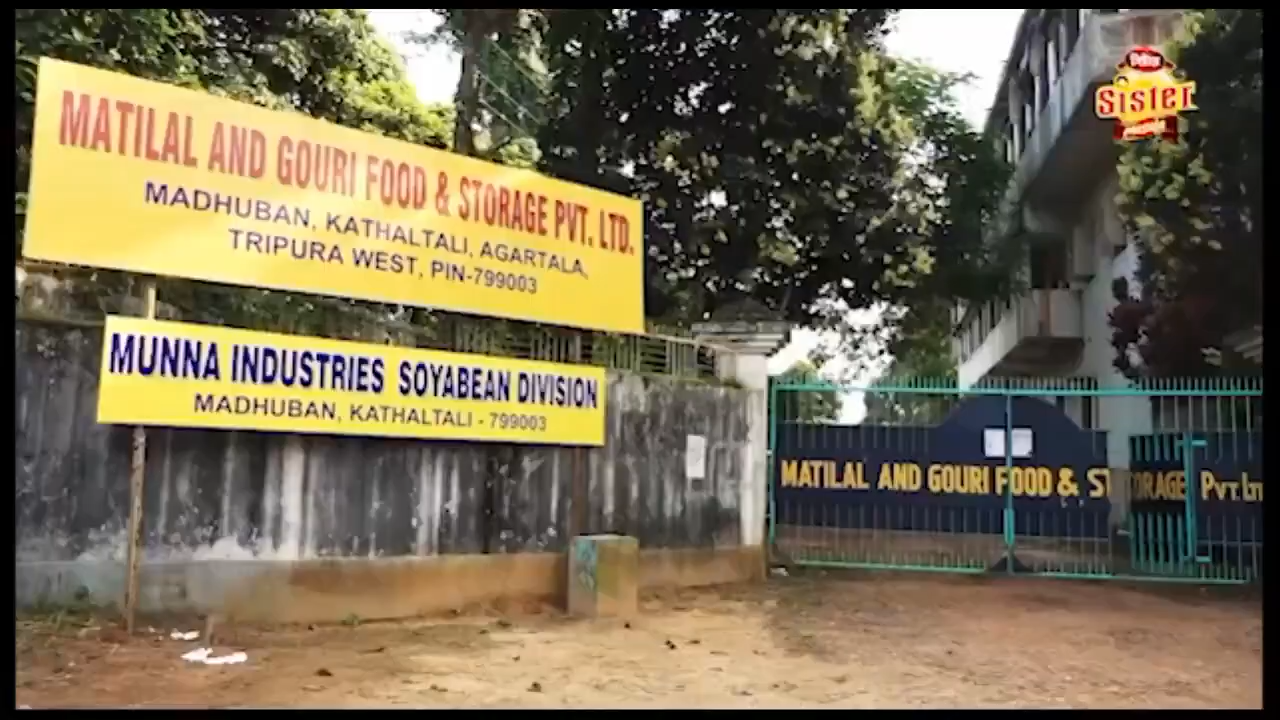 MATILAL AND GOURI FOOD & STORAGE PVT. LTD.
MADHUBAN, KATHALTALI, AGARTALA,
TRIPURA WEST, PIN-799003
MUNNA INDUSTRIES SOYABEAN DIVISION
MADHUBAN, KATHALTALI - 799003
MATILAL AND GOURI FOOD & STORAGE PVT. LT
Sister